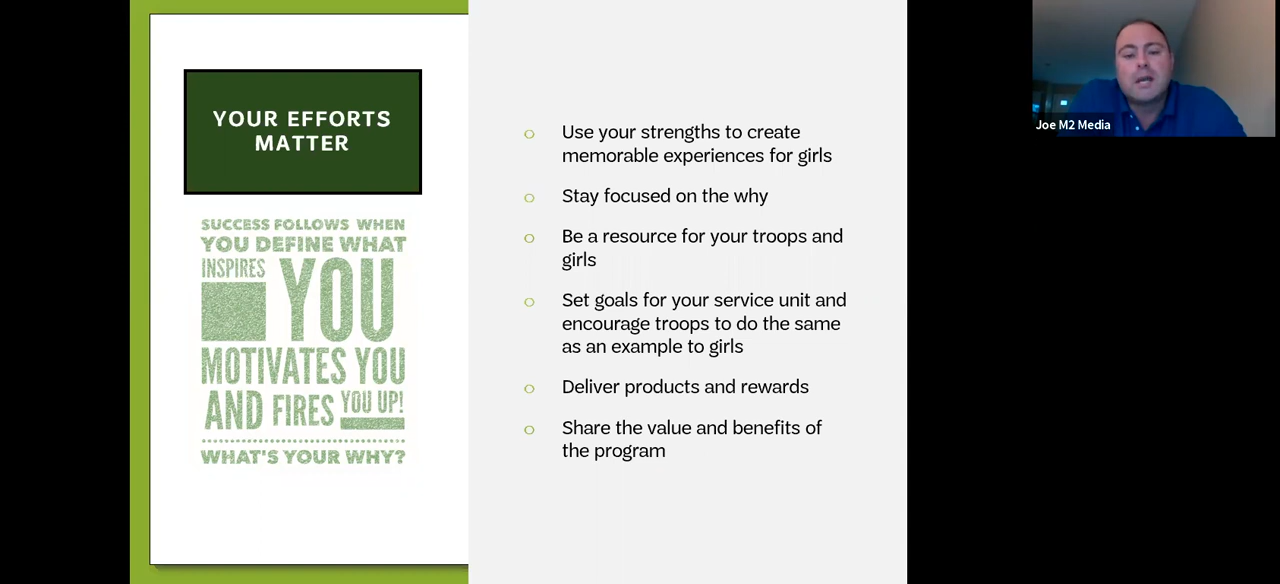 YOUR EFFORTS
MATTER
SUCCESS FOLLOWS WHEN
YOU DEFINE WHAT
INSPIRES YOU
MOTIVATES YOU
AND FIRES YOU UP!
WHAT'S YOUR WHY?
o Use your strengths to create
memorable experiences for girls
o Stay focused on the why
o Be a resource for your troops and
girls
o Set goals for your service unit and
encourage troops to do the same
as an example to girls
o Deliver products and rewards
o Share the value and benefits of
the program
Joe M2 Media